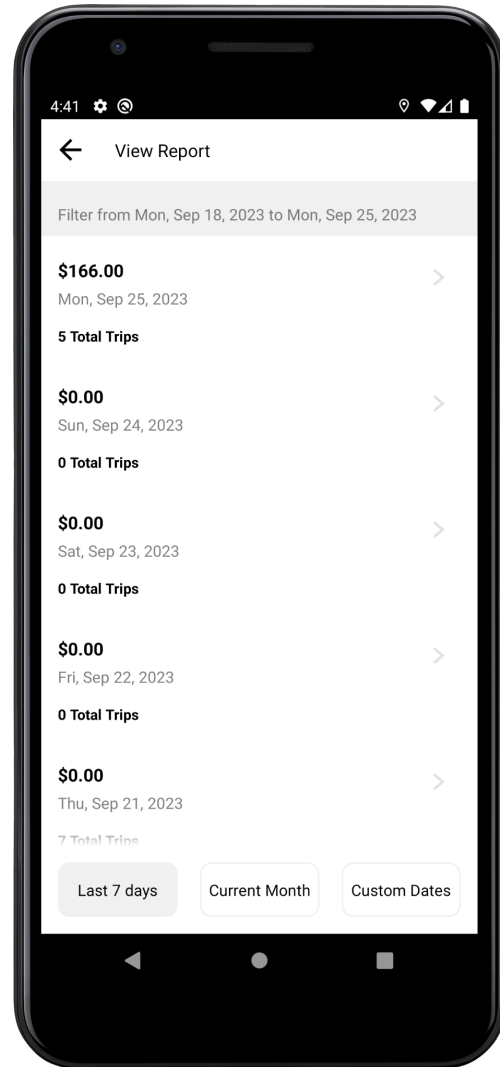 4:41
View Report
Filter from Mon, Sep 18, 2023 to Mon, Sep 25, 2023
$166.00
Mon, Sep 25, 2023
5 Total Trips
$0.00
Sun, Sep 24, 2023
0 Total Trips
$0.00
Sat, Sep 23, 2023
0 Total Trips
$0.00
Fri, Sep 22, 2023
0 Total Trips
$0.00
Thu, Sep 21, 2023
7 Total Trips
Last 7 days Current Month Custom Dates